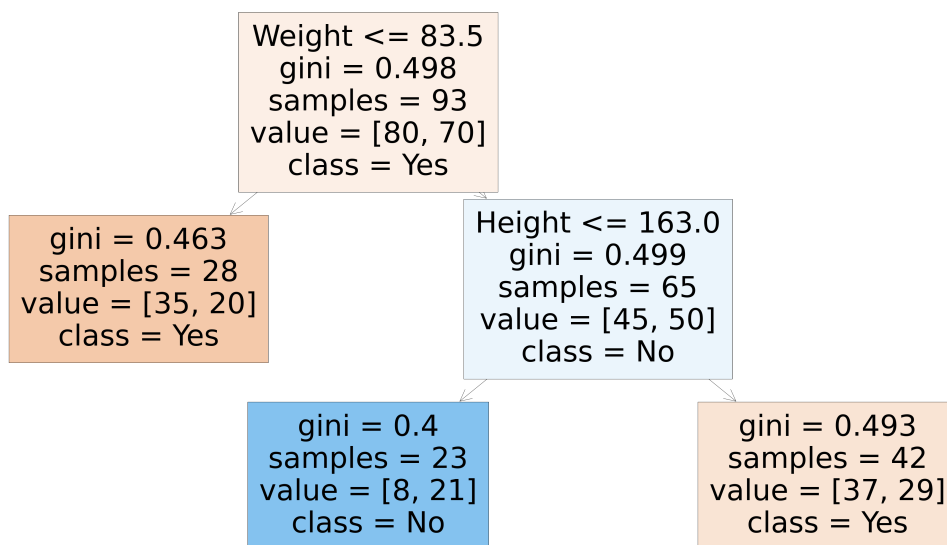 Weight <= 83.5
gini = 0.498
samples = 93
value = [80, 70]
class = Yes
gini = 0.463
samples = 28
value = [35, 20]
class = Yes
Height <= 163.0
gini = 0.499
samples = 65
value = [45, 50]
class = No
gini = 0.4
samples = 23
value = [8, 21]
class = No
gini = 0.493
samples = 42
value = [37, 29]
class = Yes